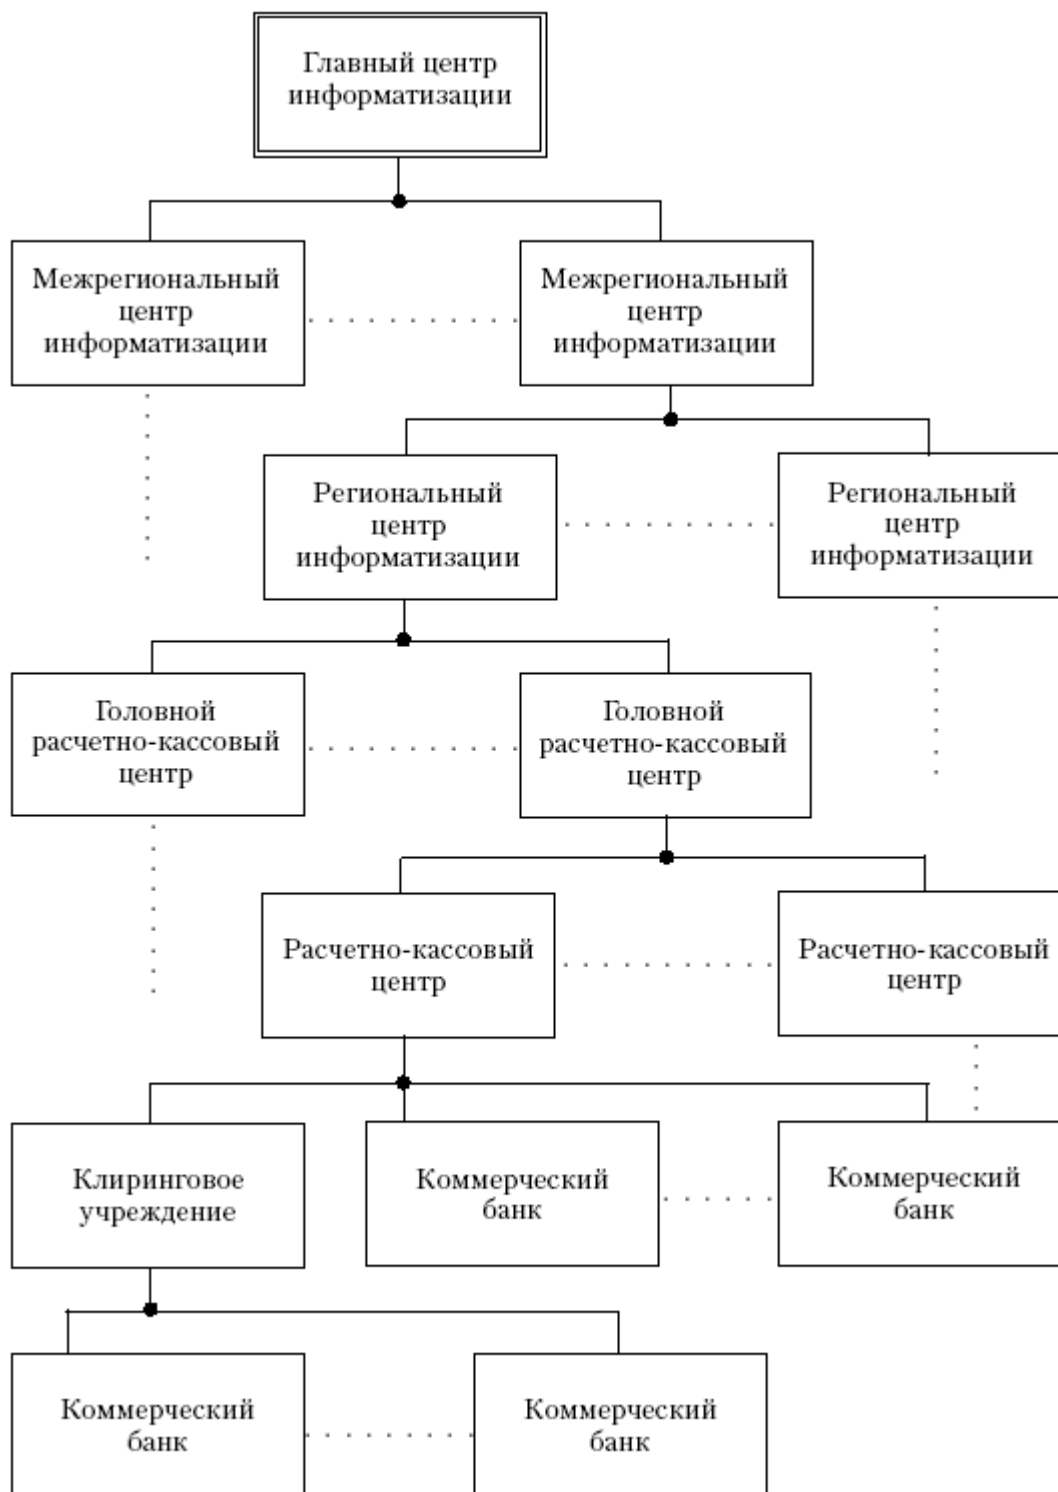 Главный центр
информатизации
Межрегиональный
центр
информатизации
Межрегиональный
центр
информатизации
Региональный
центр
информатизации
Региональный
центр
информатизации
Головной
расчетно-кассовый
центр
Головной
расчетно-кассовый
центр
Расчетно-кассовый
центр
Расчетно-кассовый
центр
Клиринговое
учреждение
Коммерческий
банк
Коммерческий
банк
Коммерческий
банк
Коммерческий
банк